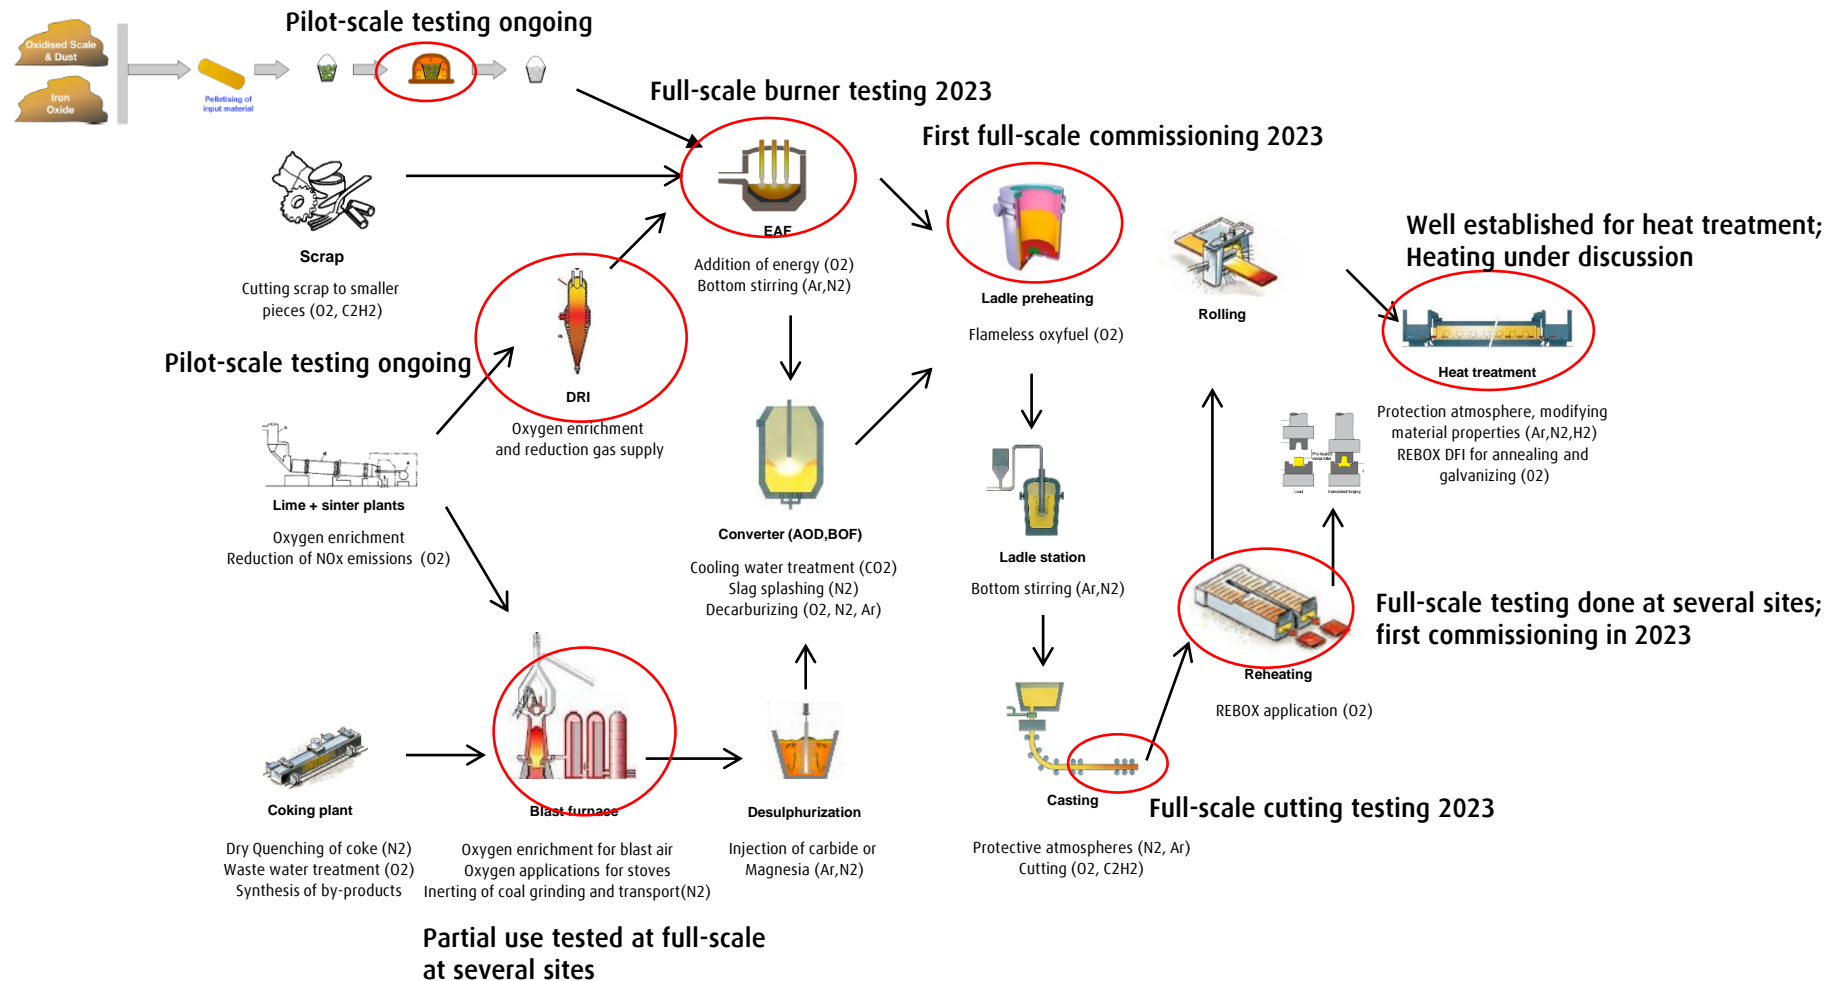 Pilot-scale testing ongoing
Oxidised Scale
& Dust
Iron
Oxide
Pelletising of
input material
Full-scale burner testing 2023
First full-scale commissioning 2023
Well established for heat treatment;
Heating under discussion
Scrap
Cutting scrap to smaller
pieces (O2, C2H2)
EAF
Addition of energy (O2)
Bottom stirring (Ar,N2)
Ladle preheating
Flameless oxyfuel (O2)
Rolling
Heat treatment
Protection atmosphere, modifying
material properties (Ar,N2,H2)
REBOX DFI for annealing and
galvanizing (O2)
Pilot-scale testing ongoing
DRI
Oxygen enrichment
and reduction gas supply
Lime + sinter plants
Oxygen enrichment
Reduction of NOx emissions (O2)
Converter (AOD,BOF)
Cooling water treatment (CO2)
Slag splashing (N2)
Decarburizing (O2, N2, Ar)
Ladle station
Bottom stirring (Ar,N2)
Full-scale testing done at several sites;
first commissioning in 2023
Reheating
REBOX application (O2)
Coking plant
Dry Quenching of coke (N2)
Waste water treatment (O2)
Synthesis of by-products
Blast furnace
Oxygen enrichment for blast air
Oxygen applications for stoves
Inerting of coal grinding and transport(N2)
Desulphurization
Injection of carbide or
Magnesia (Ar,N2)
Casting
Full-scale cutting testing 2023
Protective atmospheres (N2, Ar)
Cutting (O2, C2H2)
Partial use tested at full-scale
at several sites